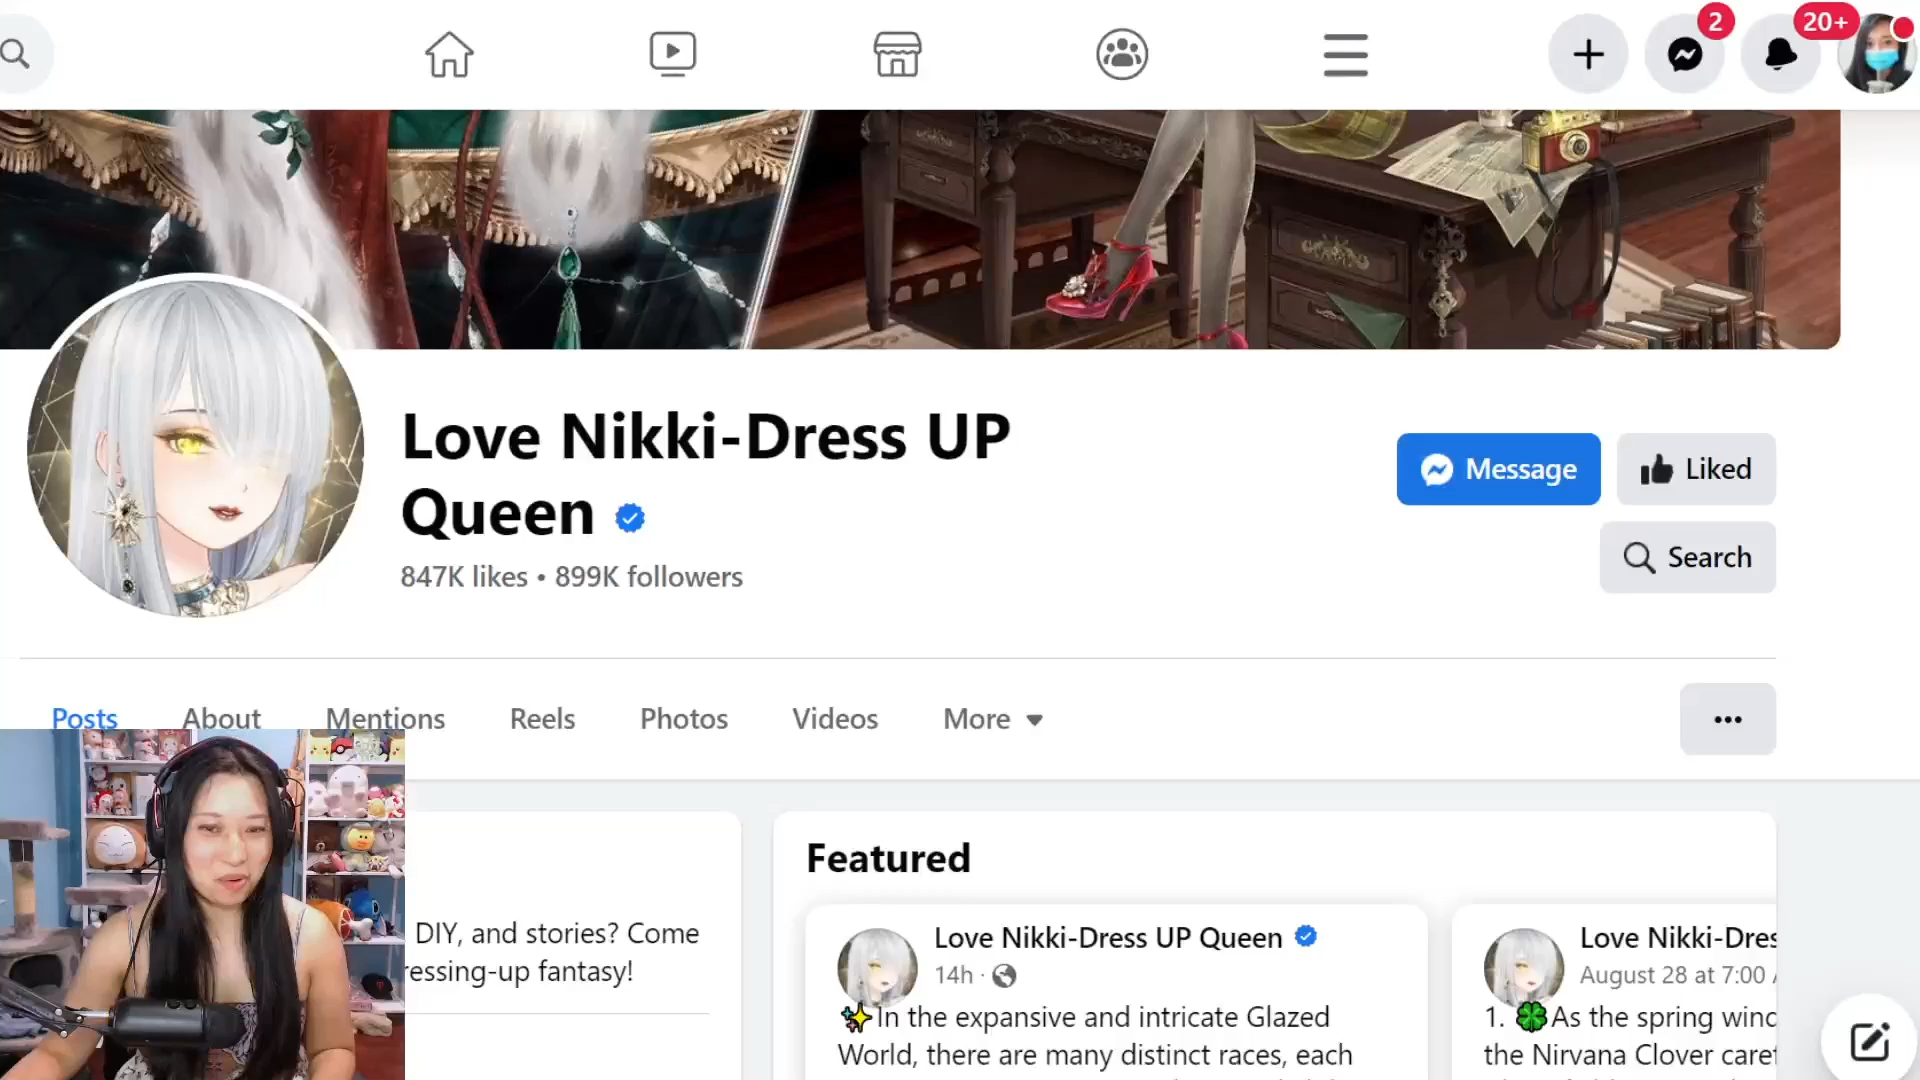 2
20+
Love Nikki-Dress UP
Queen
847K likes • 899K followers
Message
Liked
Search
Posts
About
Mentions
Reels
Photos
Videos
More
DIY, and stories? Come
ressing-up fantasy!
Featured
Love Nikki-Dress UP Queen
14h ·
✨In the expansive and intricate Glazed
World, there are many distinct races, each
Love Nikki-Dres
August 28 at 7:00
1. 🍀As the spring wind
the Nirvana Clover caref